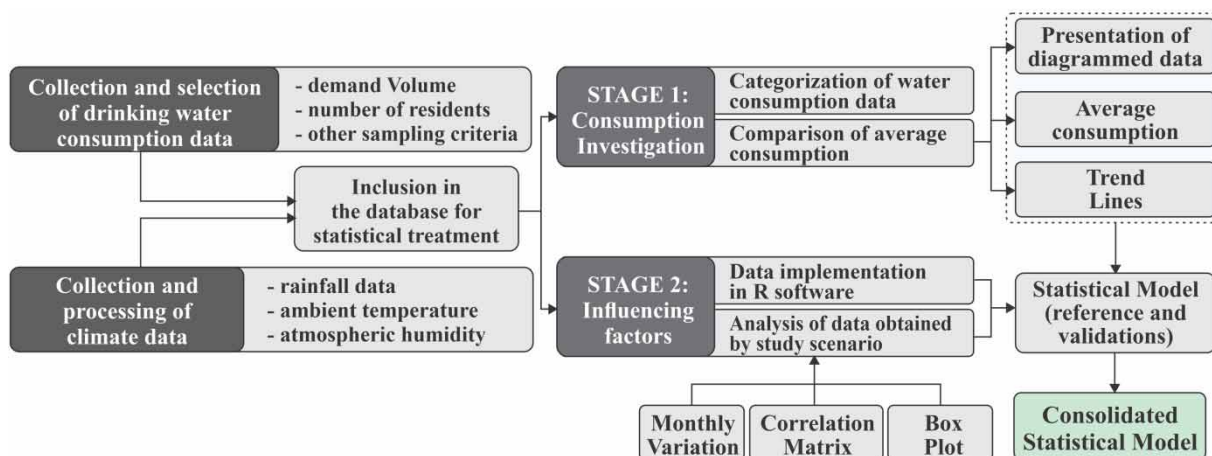 Collection and selection
of drinking water
consumption data
- demand Volume
- number of residents
- other sampling criteria
Inclusion in
the database for
statistical treatment
Collection and
processing of
climate data
- rainfall data
- ambient temperature
- atmospheric humidity
STAGE 1:
Consumption
Investigation
Categorization of water
consumption data
Comparison of average
consumption
STAGE 2:
Influencing
factors
Data implementation
in R software
Analysis of data obtained
by study scenario
Monthly
Variation
Correlation
Matrix
Box
Plot
Presentation of
diagrammed data
Average
consumption
Trend
Lines
Statistical Model
(reference and
validations)
Consolidated
Statistical Model